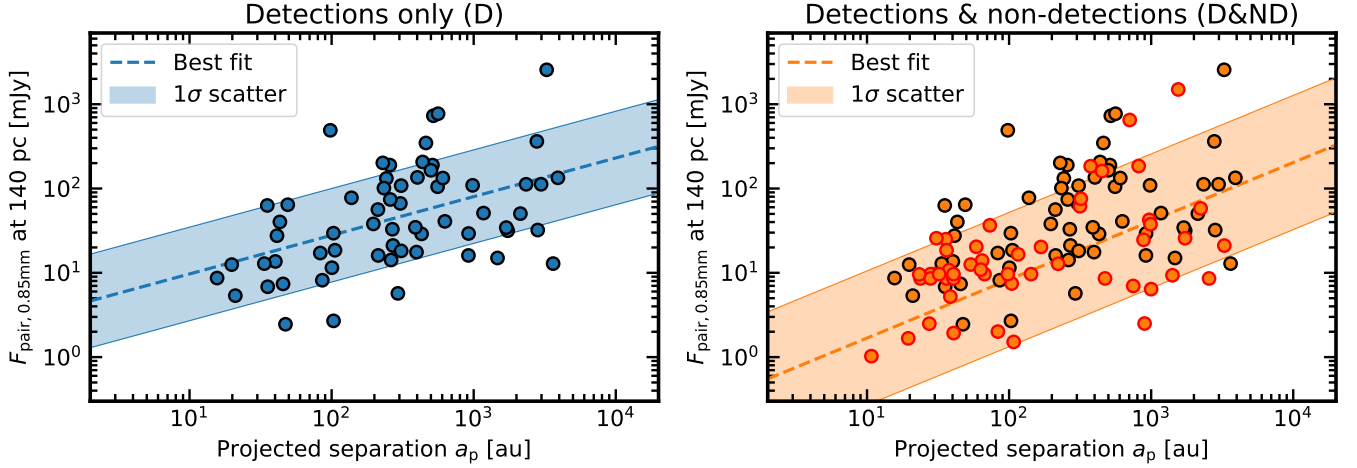 Detections only (D)
Best fit
1σ scatter
10³
10²
10¹
10⁰
F_pair, 0.85mm at 140 pc [mJy]
10¹ 10² 10³ 10⁴
Projected separation a_p [au]
Detections & non-detections (D&ND)
Best fit
1σ scatter
10³
10²
10¹
10⁰
F_pair, 0.85mm at 140 pc [mJy]
10¹ 10² 10³ 10⁴
Projected separation a_p [au]